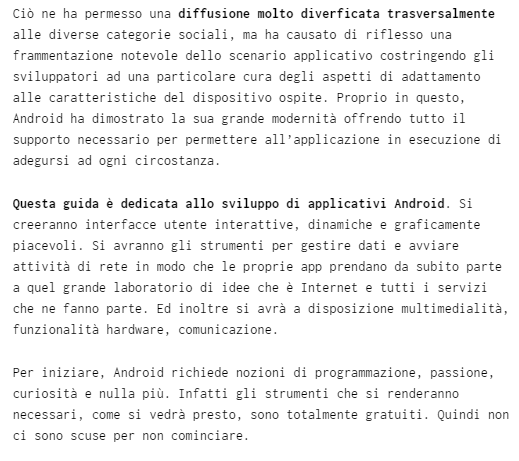 Ciò ne ha permesso una diffusione molto diverficata trasversalmente
alle diverse categorie sociali, ma ha causato di riflesso una
frammentazione notevole dello scenario applicativo costringendo gli
sviluppatori ad una particolare cura degli aspetti di adattamento
alle caratteristiche del dispositivo ospite. Proprio in questo,
Android ha dimostrato la sua grande modernità offrendo tutto il
supporto necessario per permettere all'applicazione in esecuzione di
adegursi ad ogni circostanza.
Questa guida è dedicata allo sviluppo di applicativi Android. Si
creeranno interfacce utente interattive, dinamiche e graficamente
piacevoli. Si avranno gli strumenti per gestire dati e avviare
attività di rete in modo che le proprie app prendano da subito parte
a quel grande laboratorio di idee che è Internet e tutti i servizi
che ne fanno parte. Ed inoltre si avrà a disposizione multimedialità,
funzionalità hardware, comunicazione.
Per iniziare, Android richiede nozioni di programmazione, passione,
curiosità e nulla più. Infatti gli strumenti che si renderanno
necessari, come si vedrà presto, sono totalmente gratuiti. Quindi non
ci sono scuse per non cominciare.